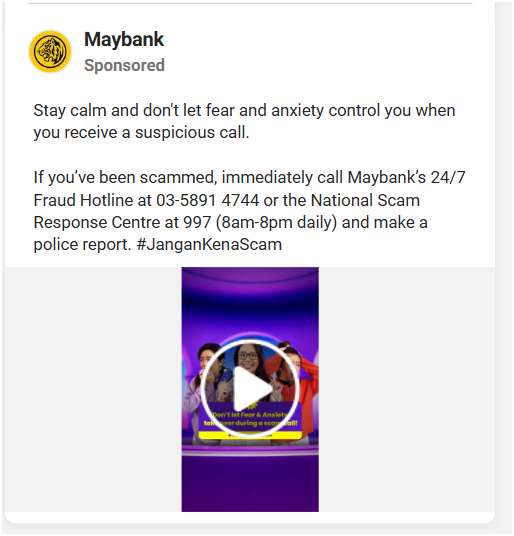 Maybank
Sponsored
Stay calm and don't let fear and anxiety control you when
you receive a suspicious call.
If you’ve been scammed, immediately call Maybank’s 24/7
Fraud Hotline at 03-5891 4744 or the National Scam
Response Centre at 997 (8am-8pm daily) and make a
police report. #JanganKenaScam
Don't let Fear & Anxiety
take over during a scam call!